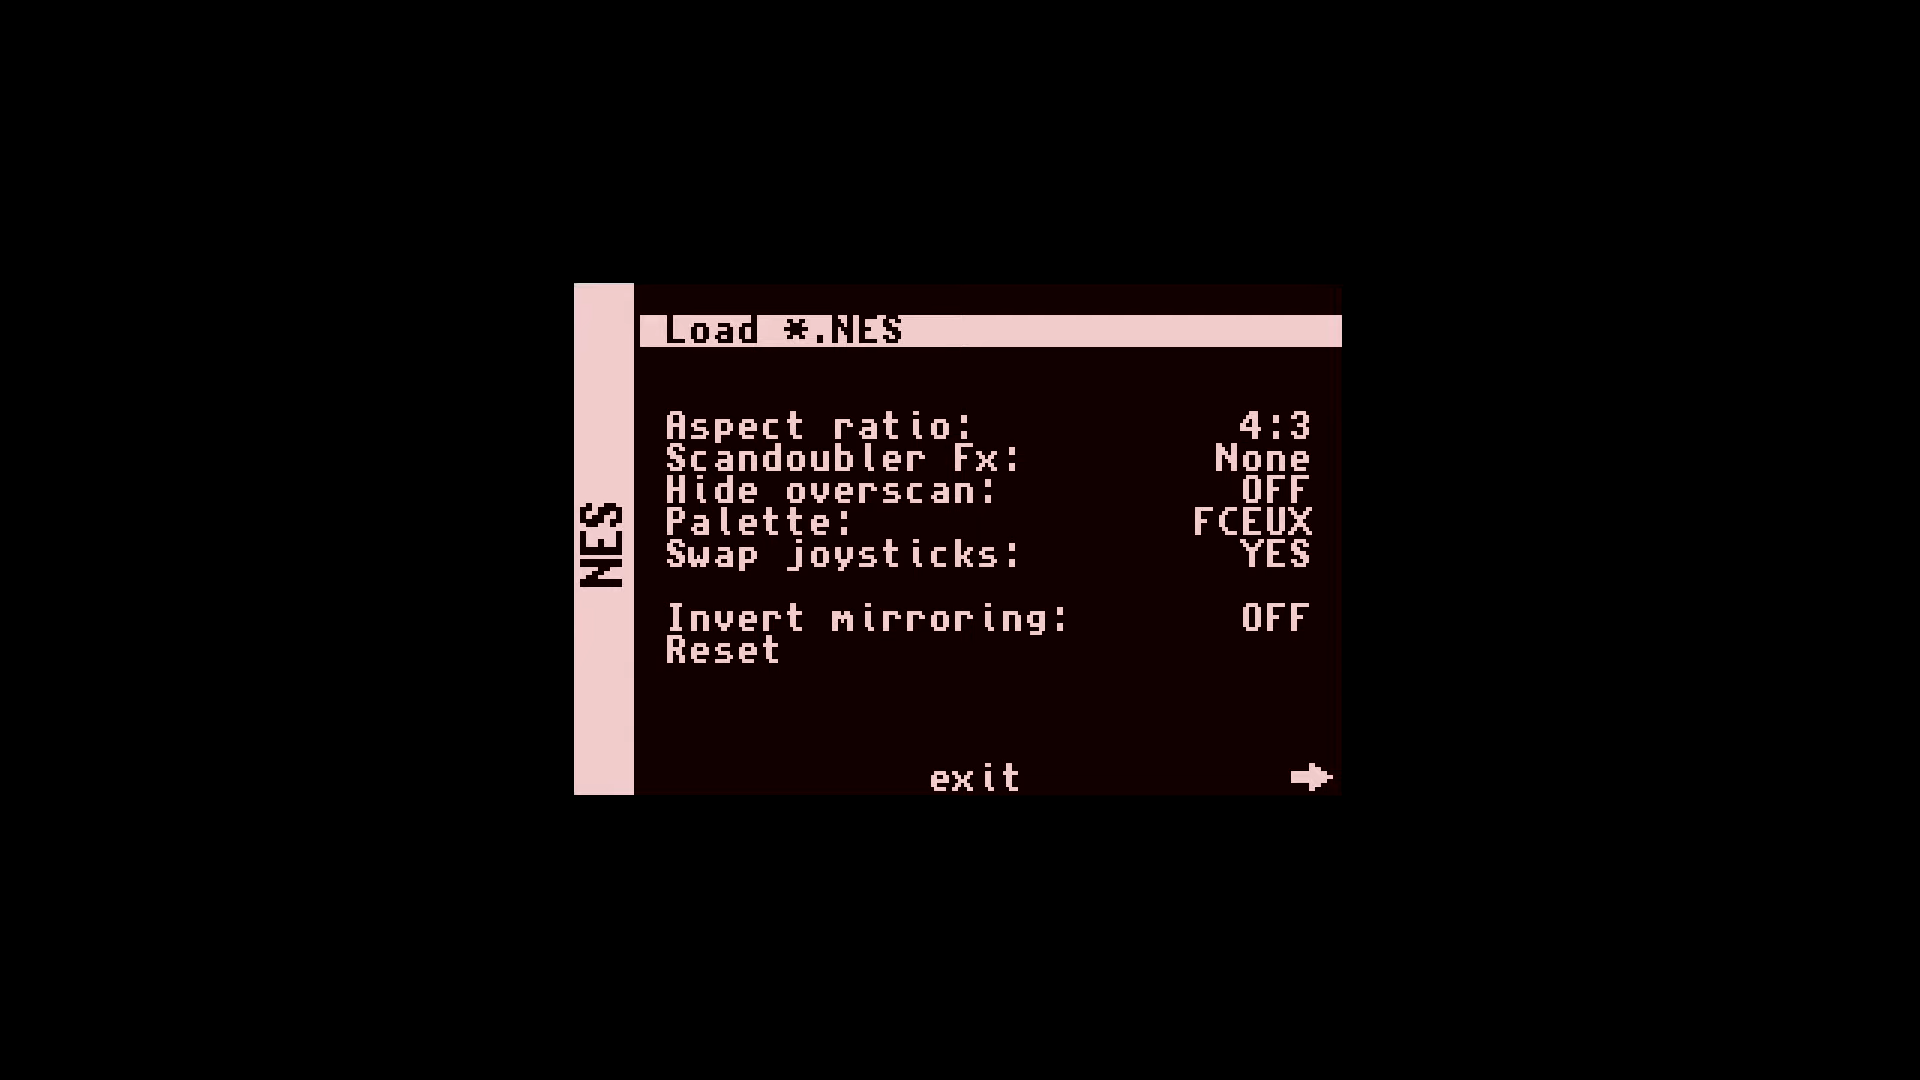 NES
Load *.NES
Aspect ratio: 4:3
Scandoubler Fx: None
Hide overscan: OFF
Palette: FCEUX
Swap joysticks: YES
Invert mirroring: OFF
Reset
exit